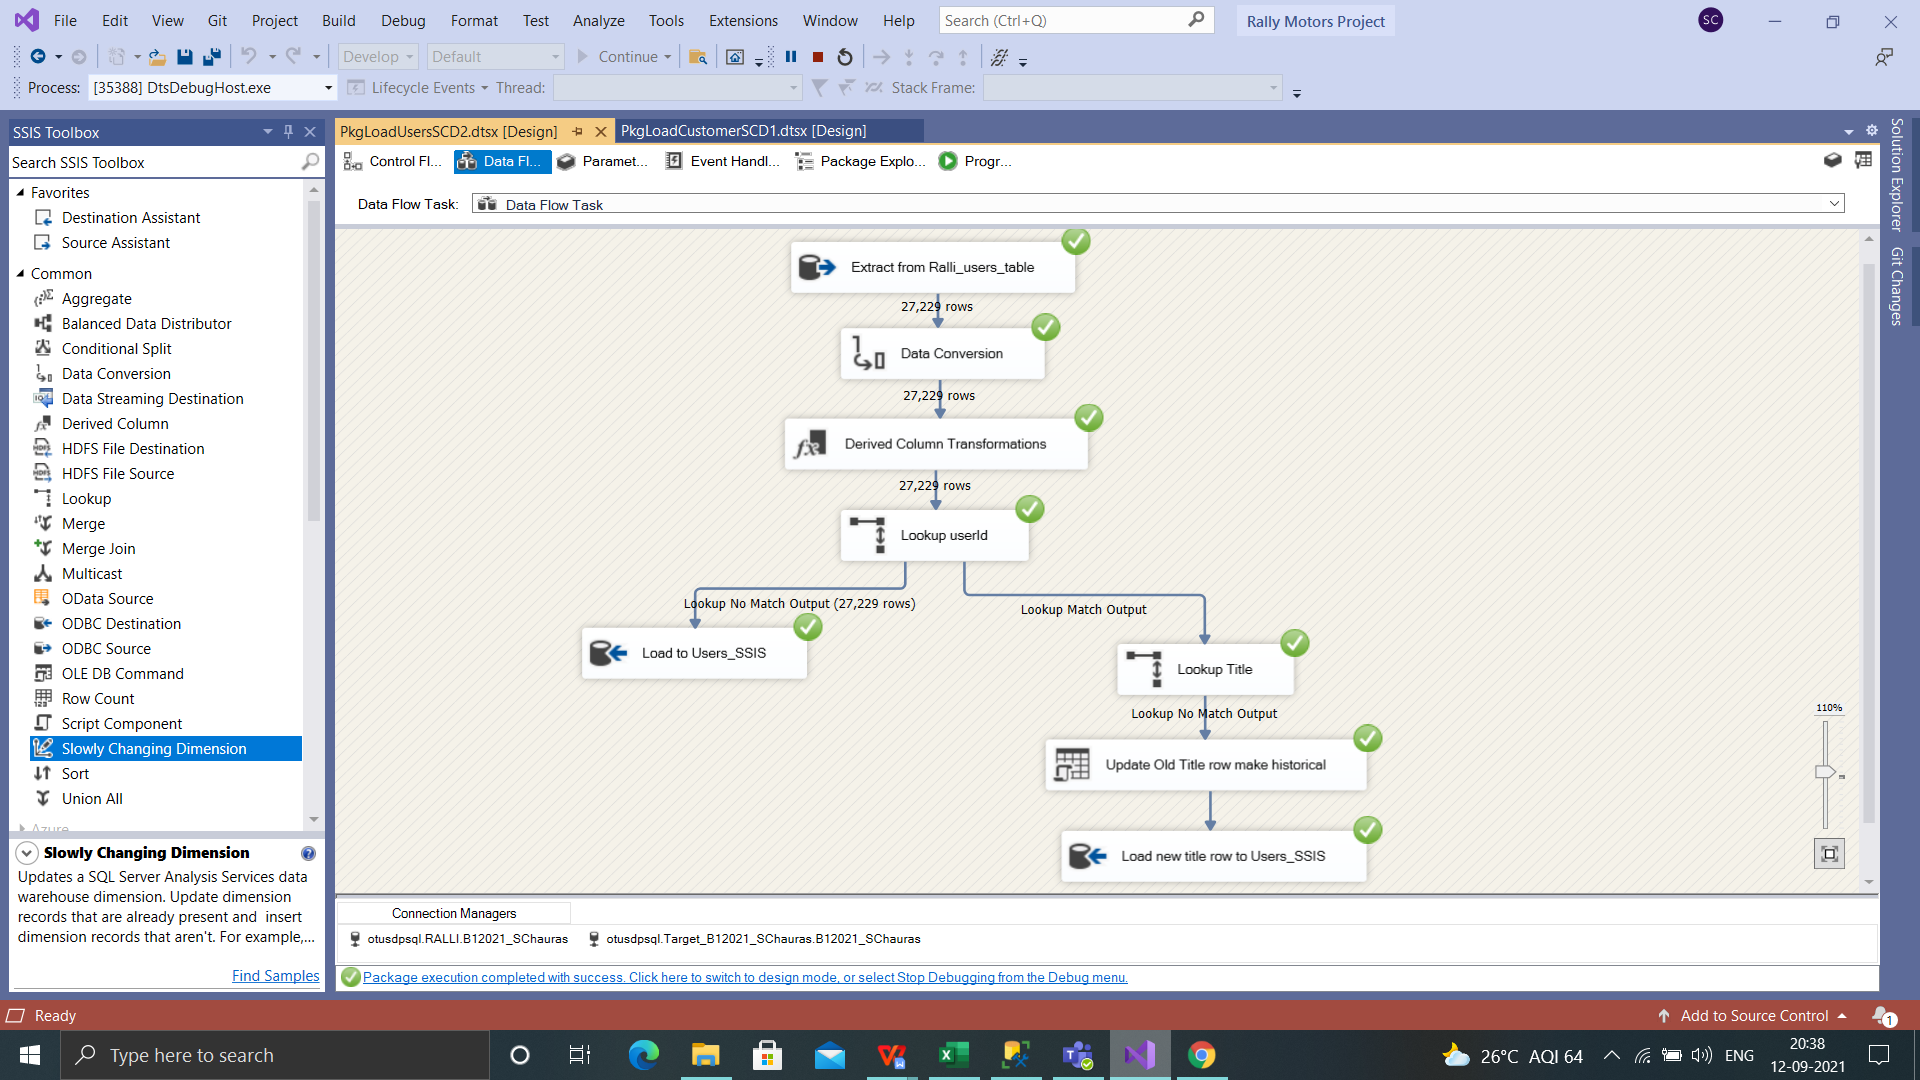 File Edit View Git Project Build Debug Format Test Analyze Tools Extensions Window Help Search (Ctrl+Q) Rally Motors Project SC
Develop Default Continue
Process: [35388] DtsDebugHost.exe Lifecycle Events Thread: Stack Frame:
SSIS Toolbox
Search SSIS Toolbox
Favorites
Destination Assistant
Source Assistant
Common
Aggregate
Balanced Data Distributor
Conditional Split
Data Conversion
Data Streaming Destination
Derived Column
HDFS File Destination
HDFS File Source
Lookup
Merge
Merge Join
Multicast
OData Source
ODBC Destination
ODBC Source
OLE DB Command
Row Count
Script Component
Slowly Changing Dimension
Sort
Union All
Azure
Slowly Changing Dimension
Updates a SQL Server Analysis Services data
warehouse dimension. Update dimension
records that are already present and insert
dimension records that aren't. For example,...
Find Samples
PkgLoadUsersSCD2.dtsx [Design] PkgLoadCustomerSCD1.dtsx [Design]
Control Fl... Data Fl... Paramet... Event Handl... Package Explo... Progr...
Data Flow Task: Data Flow Task
Extract from Ralli_users_table
27,229 rows
Data Conversion
27,229 rows
Derived Column Transformations
27,229 rows
Lookup userId
Lookup No Match Output (27,229 rows)
Lookup Match Output
Load to Users_SSIS
Lookup Title
Lookup No Match Output
Update Old Title row make historical
Load new title row to Users_SSIS
110%
Connection Managers
otusdpsql.RALLI.B12021_SChauras otusdpsql.Target_B12021_SChauras.B12021_SChauras
Package execution completed with success. Click here to switch to design mode, or select Stop Debugging from the Debug menu.
Solution Explorer
Git Changes
Ready Add to Source Control 1
Type here to search 26°C AQI 64 ENG 20:38
12-09-2021